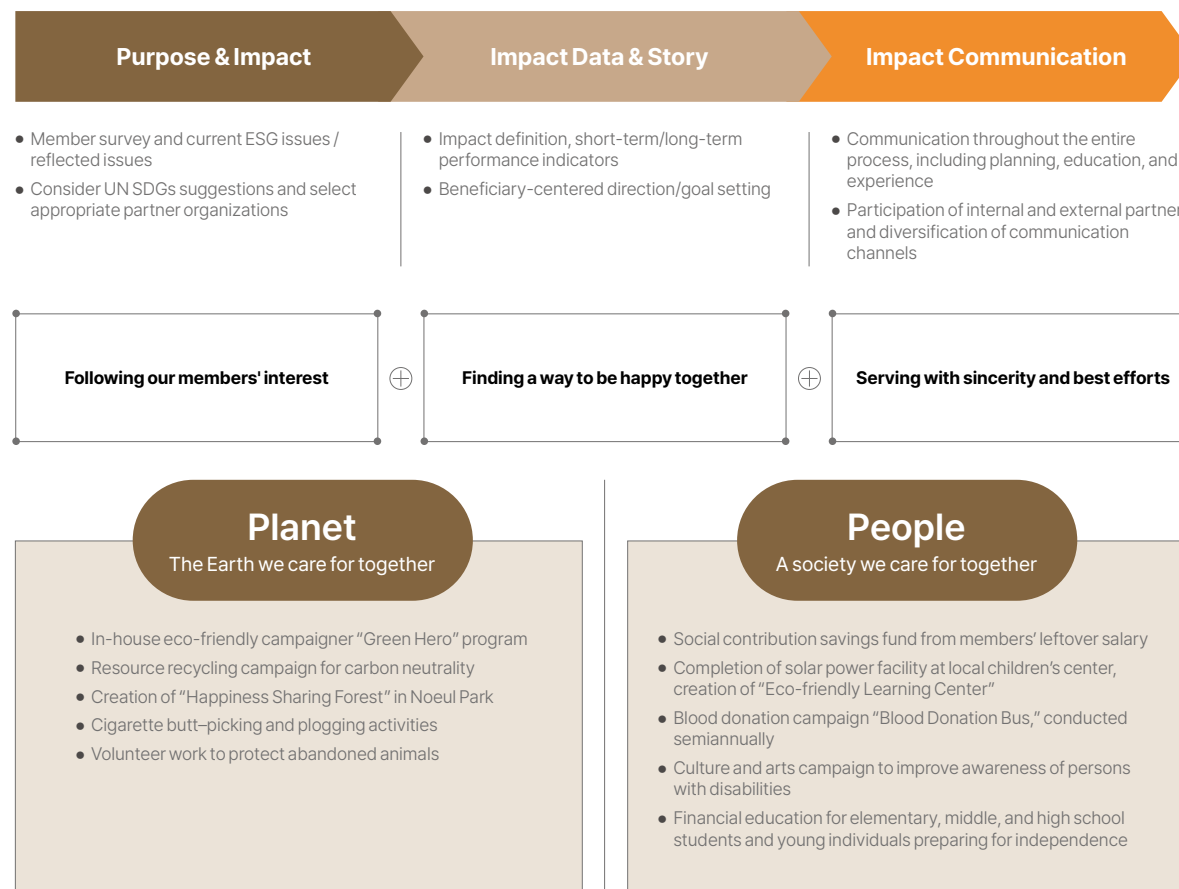 Purpose & Impact
Impact Data & Story
Impact Communication
• Member survey and current ESG issues /
reflected issues
• Consider UN SDGs suggestions and select
appropriate partner organizations
• Impact definition, short-term/long-term
performance indicators
• Beneficiary-centered direction/goal setting
• Communication throughout the entire
process, including planning, education, and
experience
• Participation of internal and external partner
and diversification of communication
channels
Following our members' interest
Finding a way to be happy together
Serving with sincerity and best efforts
Planet
The Earth we care for together
• In-house eco-friendly campaigner “Green Hero” program
• Resource recycling campaign for carbon neutrality
• Creation of “Happiness Sharing Forest” in Noeul Park
• Cigarette butt–picking and plogging activities
• Volunteer work to protect abandoned animals
People
A society we care for together
• Social contribution savings fund from members’ leftover salary
• Completion of solar power facility at local children’s center,
creation of “Eco-friendly Learning Center”
• Blood donation campaign “Blood Donation Bus,” conducted
semiannually
• Culture and arts campaign to improve awareness of persons
with disabilities
• Financial education for elementary, middle, and high school
students and young individuals preparing for independence